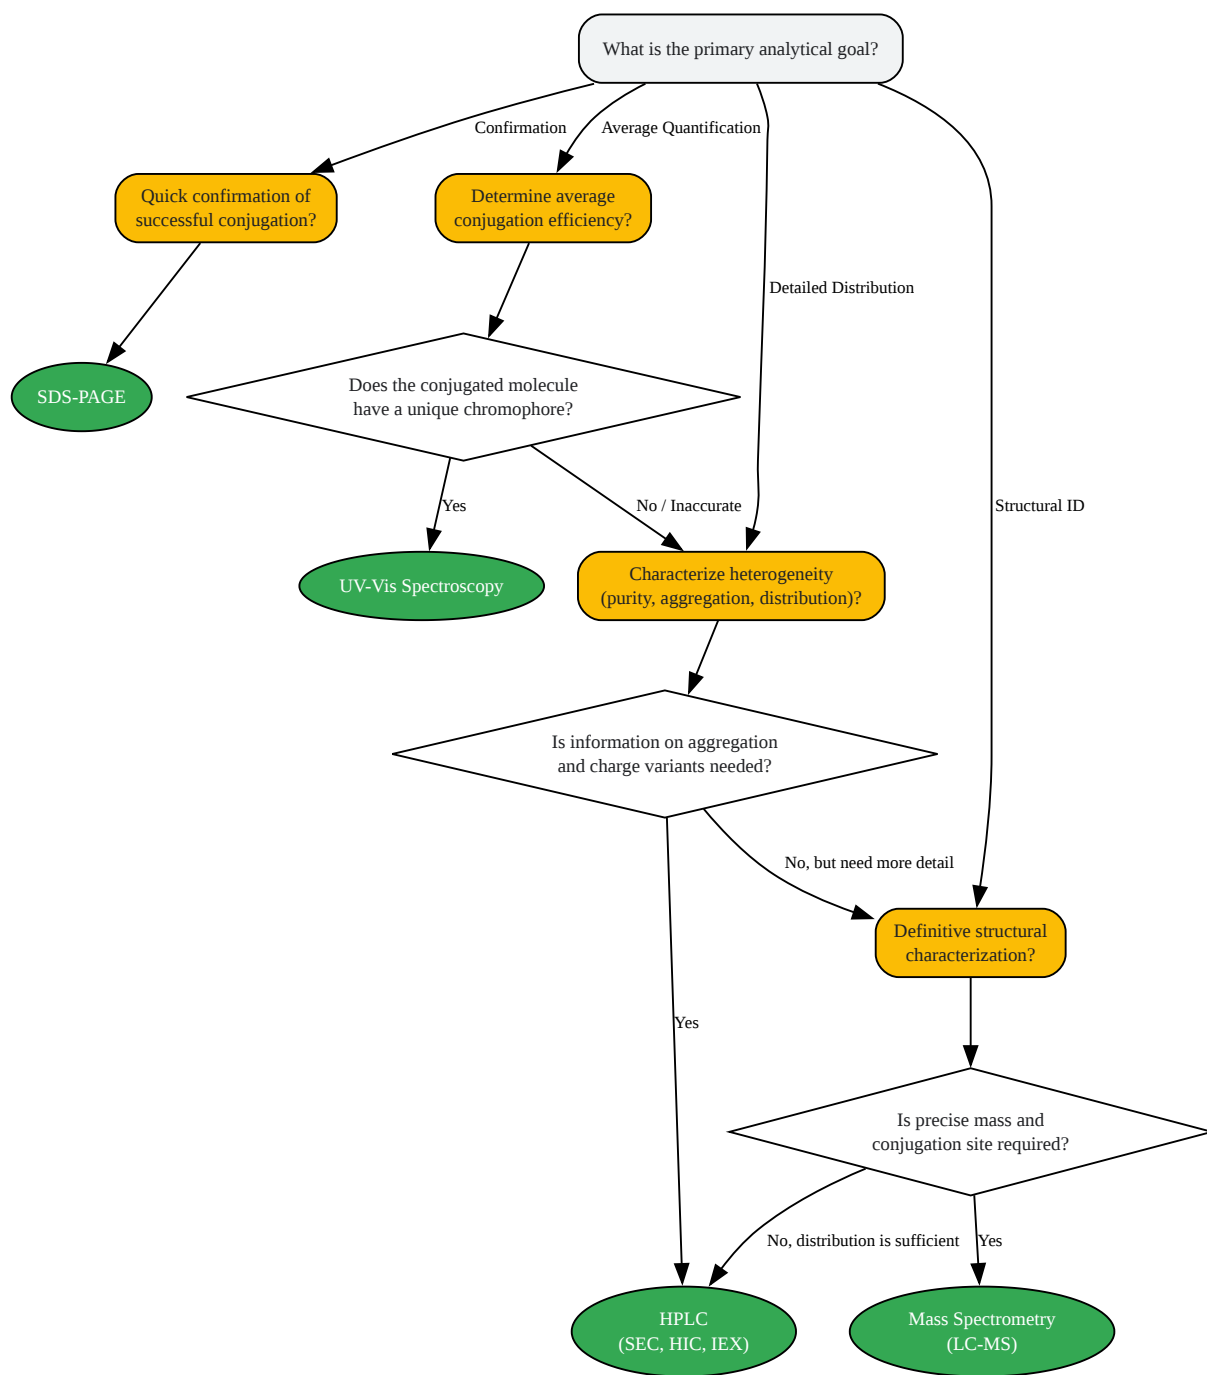 What is the primary analytical goal?
Confirmation
Average Quantification
Quick confirmation of
successful conjugation?
Determine average
conjugation efficiency?
Detailed Distribution
Does the conjugated molecule
have a unique chromophore?
SDS-PAGE
Yes
No / Inaccurate
Structural ID
UV-Vis Spectroscopy
Characterize heterogeneity
(purity, aggregation, distribution)?
Is information on aggregation
and charge variants needed?
No, but need more detail
Definitive structural
characterization?
Yes
Is precise mass and
conjugation site required?
No, distribution is sufficient
Yes
HPLC
(SEC, HIC, IEX)
Mass Spectrometry
(LC-MS)